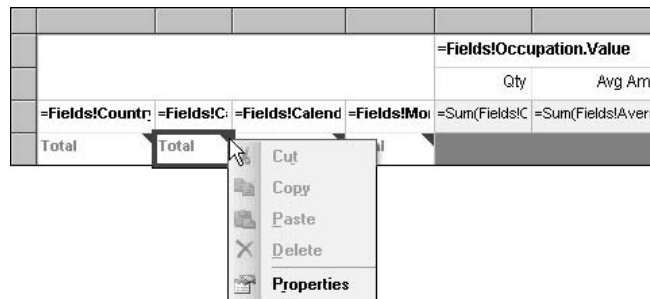 =Fields!Occupation.Value
Qty Avg Am
=Fields!Country =Fields!C =Fields!Calend =Fields!Mo =Sum(Fields!C =Sum(Fields!Aver
Total Total
Cut
Copy
Paste
Delete
Properties